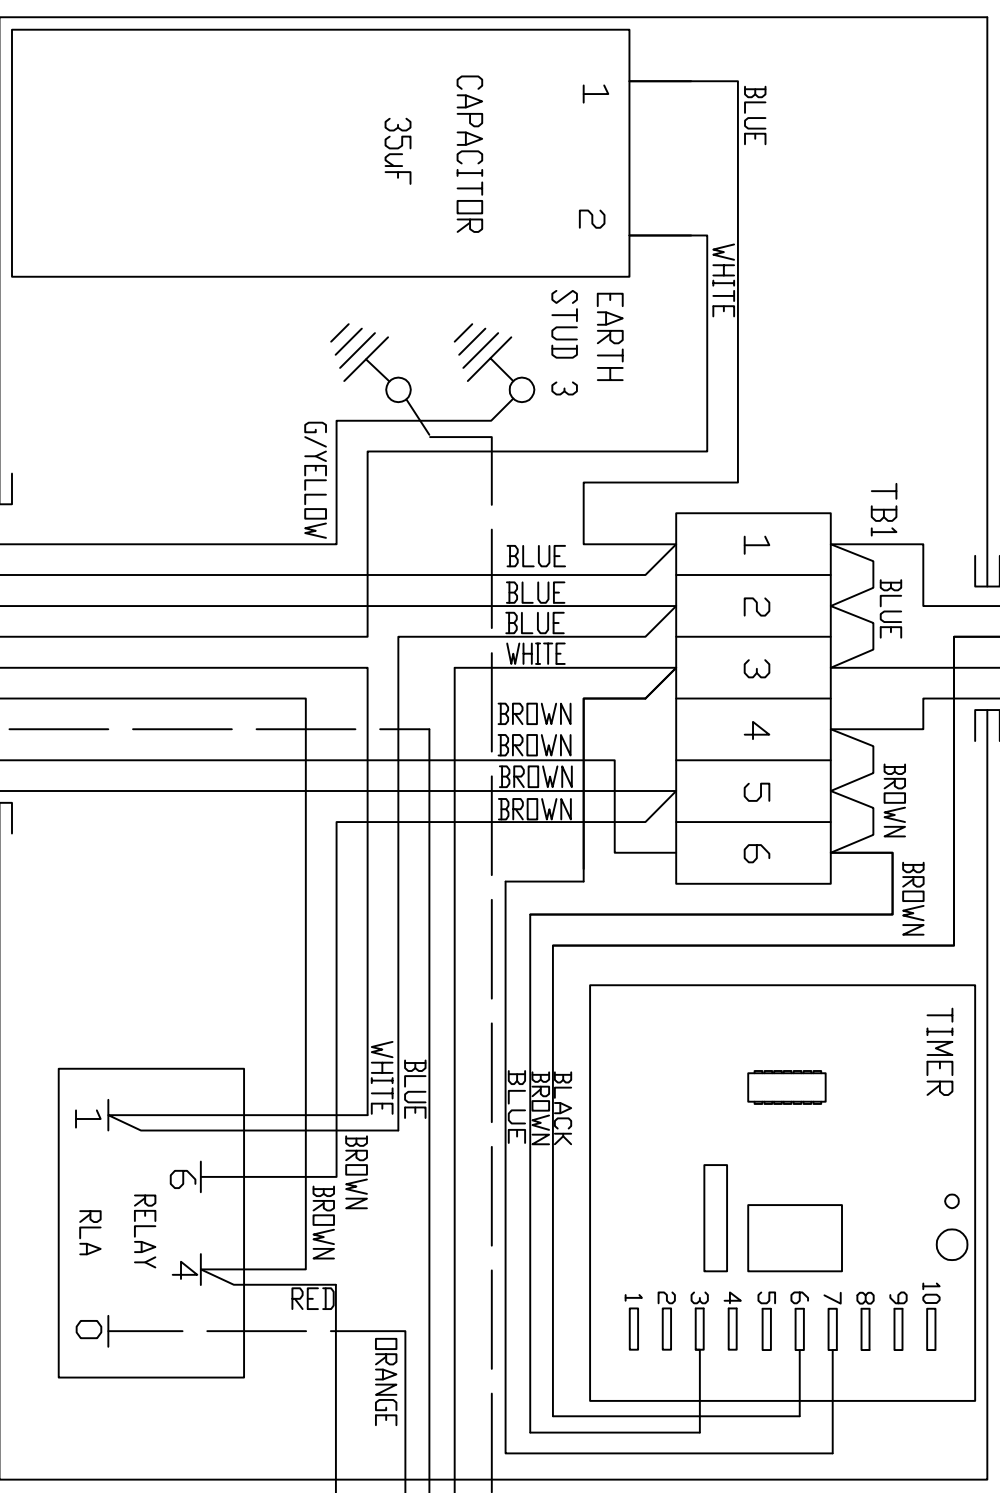 CAPACITOR
35uF
1
2
BLUE
WHITE
EARTH
STUD 3
G/YELLOW
TB1
1
2
3
4
5
6
BLUE
BLUE
BLUE
WHITE
BROWN
BROWN
BROWN
BROWN
BLUE
BROWN
BROWN
TIMER
BLACK
BROWN
BLUE
1
2
3
4
5
6
7
8
9
10
BLUE
WHITE
BROWN
BROWN
RED
ORANGE
RELAY
RLA
1
6
4
0